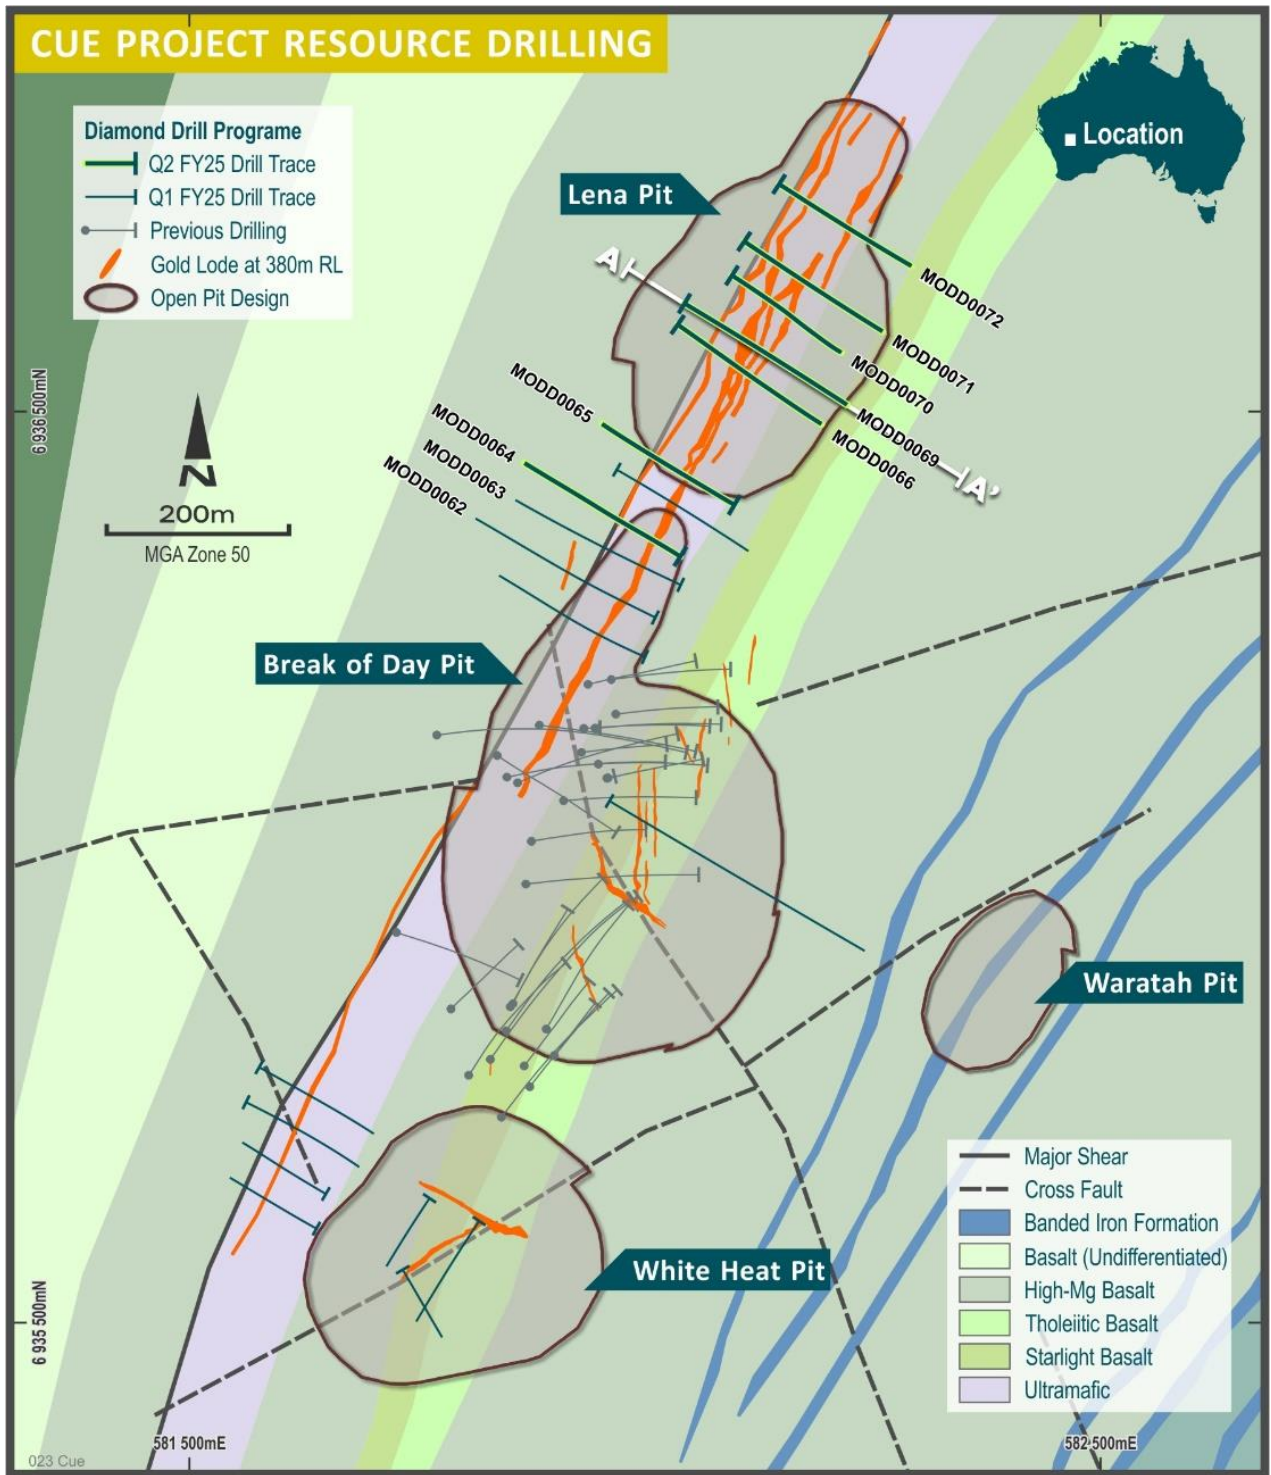 CUE PROJECT RESOURCE DRILLING
Diamond Drill Programe
Q2 FY25 Drill Trace
Q1 FY25 Drill Trace
Previous Drilling
Gold Lode at 380m RL
Open Pit Design
Location
Lena Pit
A
MODD0072
MODD0071
MODD0070
MODD0069
MODD0066
A'
MODD0065
MODD0064
MODD0063
MODD0062
6 936 500mN
N
200m
MGA Zone 50
Break of Day Pit
Waratah Pit
White Heat Pit
6 935 500mN
Major Shear
Cross Fault
Banded Iron Formation
Basalt (Undifferentiated)
High-Mg Basalt
Tholeiitic Basalt
Starlight Basalt
Ultramafic
581 500mE
582 500mE
023 Cue